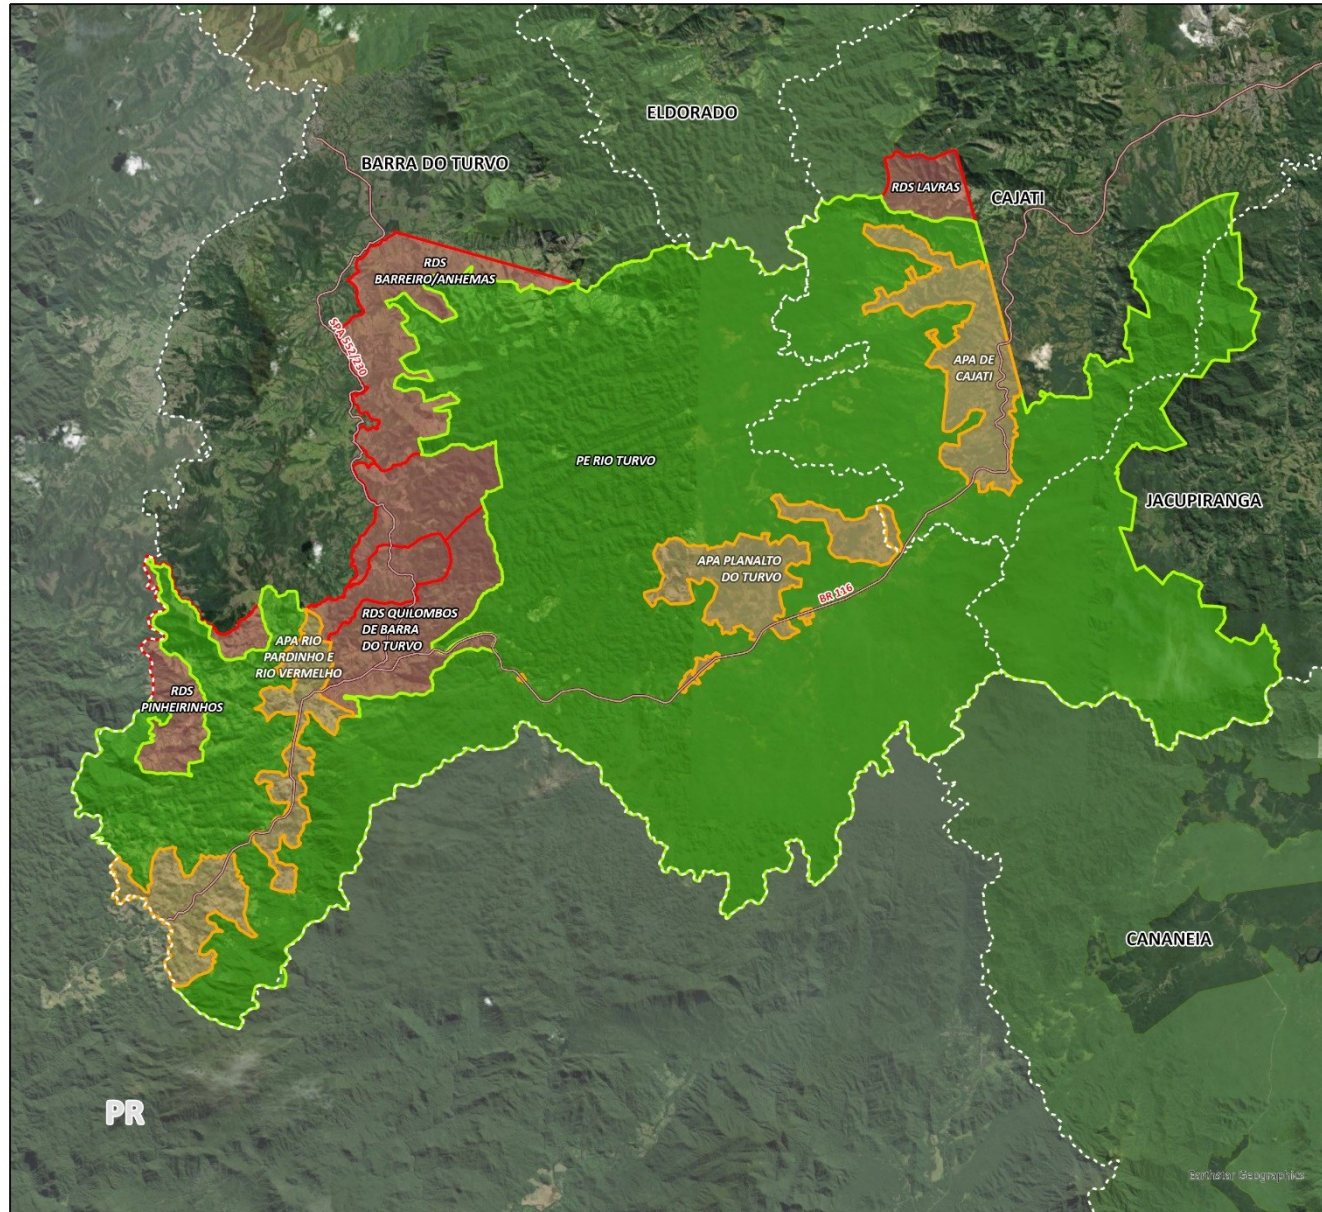 ELDORADO
BARRA DO TURVO
RDS LAVRAS
CAJATI
RDS
BARREIRO/ANHEMAS
SPA 552/230
APA DE
CAJATI
PE RIO TURVO
JACUPIRANGA
APA PLANALTO
DO TURVO
BR 116
RDS QUILOMBOS
DE BARRA
DO TURVO
APA RIO
PARDINHO E
RIO VERMELHO
RDS
PINHEIRINHOS
CANANEIA
PR
Earthstar Geographics